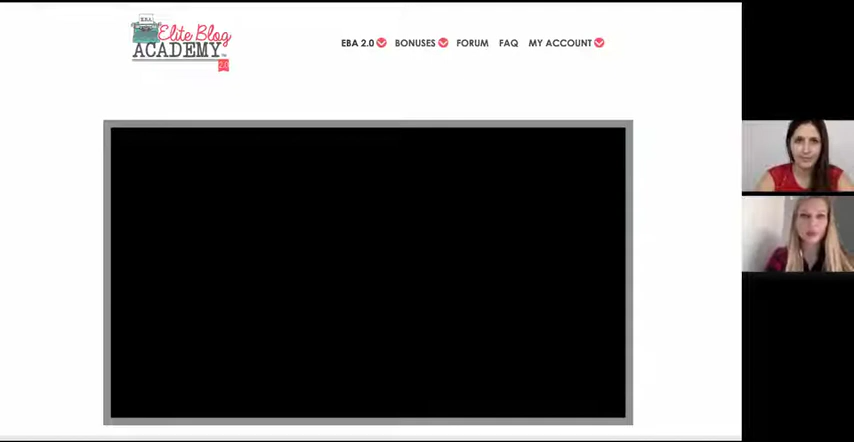 E.B.A.
Elite Blog
ACADEMY
2.0
EBA 2.0
BONUSES
FORUM
FAQ
MY ACCOUNT